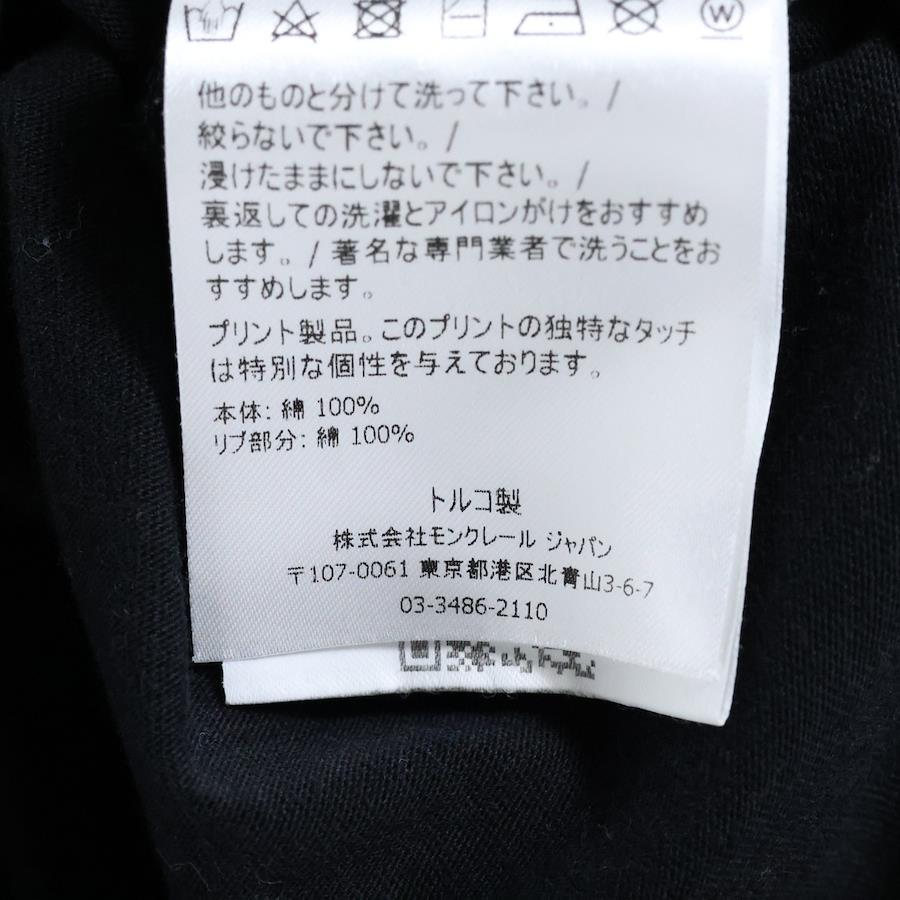 他のものと分けて洗って下さい。/
絞らないで下さい。/
浸けたままにしないで下さい。/
裏返しての洗濯とアイロンがけをおすすめ
します。/ 著名な専門業者で洗うことをお
すすめします。
プリント製品。このプリントの独特なタッチ
は特別な個性を与えております。
本体: 綿 100%
リブ部分: 綿 100%
トルコ製
株式会社モンクレール ジャパン
〒107-0061 東京都港区北青山3-6-7
03-3486-2110